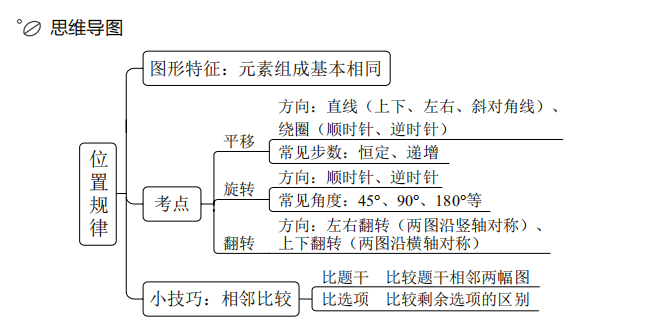 思维导图
位置规律
图形特征：元素组成基本相同
考点
平移
方向：直线（上下、左右、斜对角线）、
绕圈（顺时针、逆时针）
常见步数：恒定、递增
旋转
方向：顺时针、逆时针
常见角度：45°、90°、180°等
翻转
方向：左右翻转（两图沿竖轴对称）、
上下翻转（两图沿横轴对称）
小技巧：相邻比较
比题干 比较题干相邻两幅图
比选项 比较剩余选项的区别